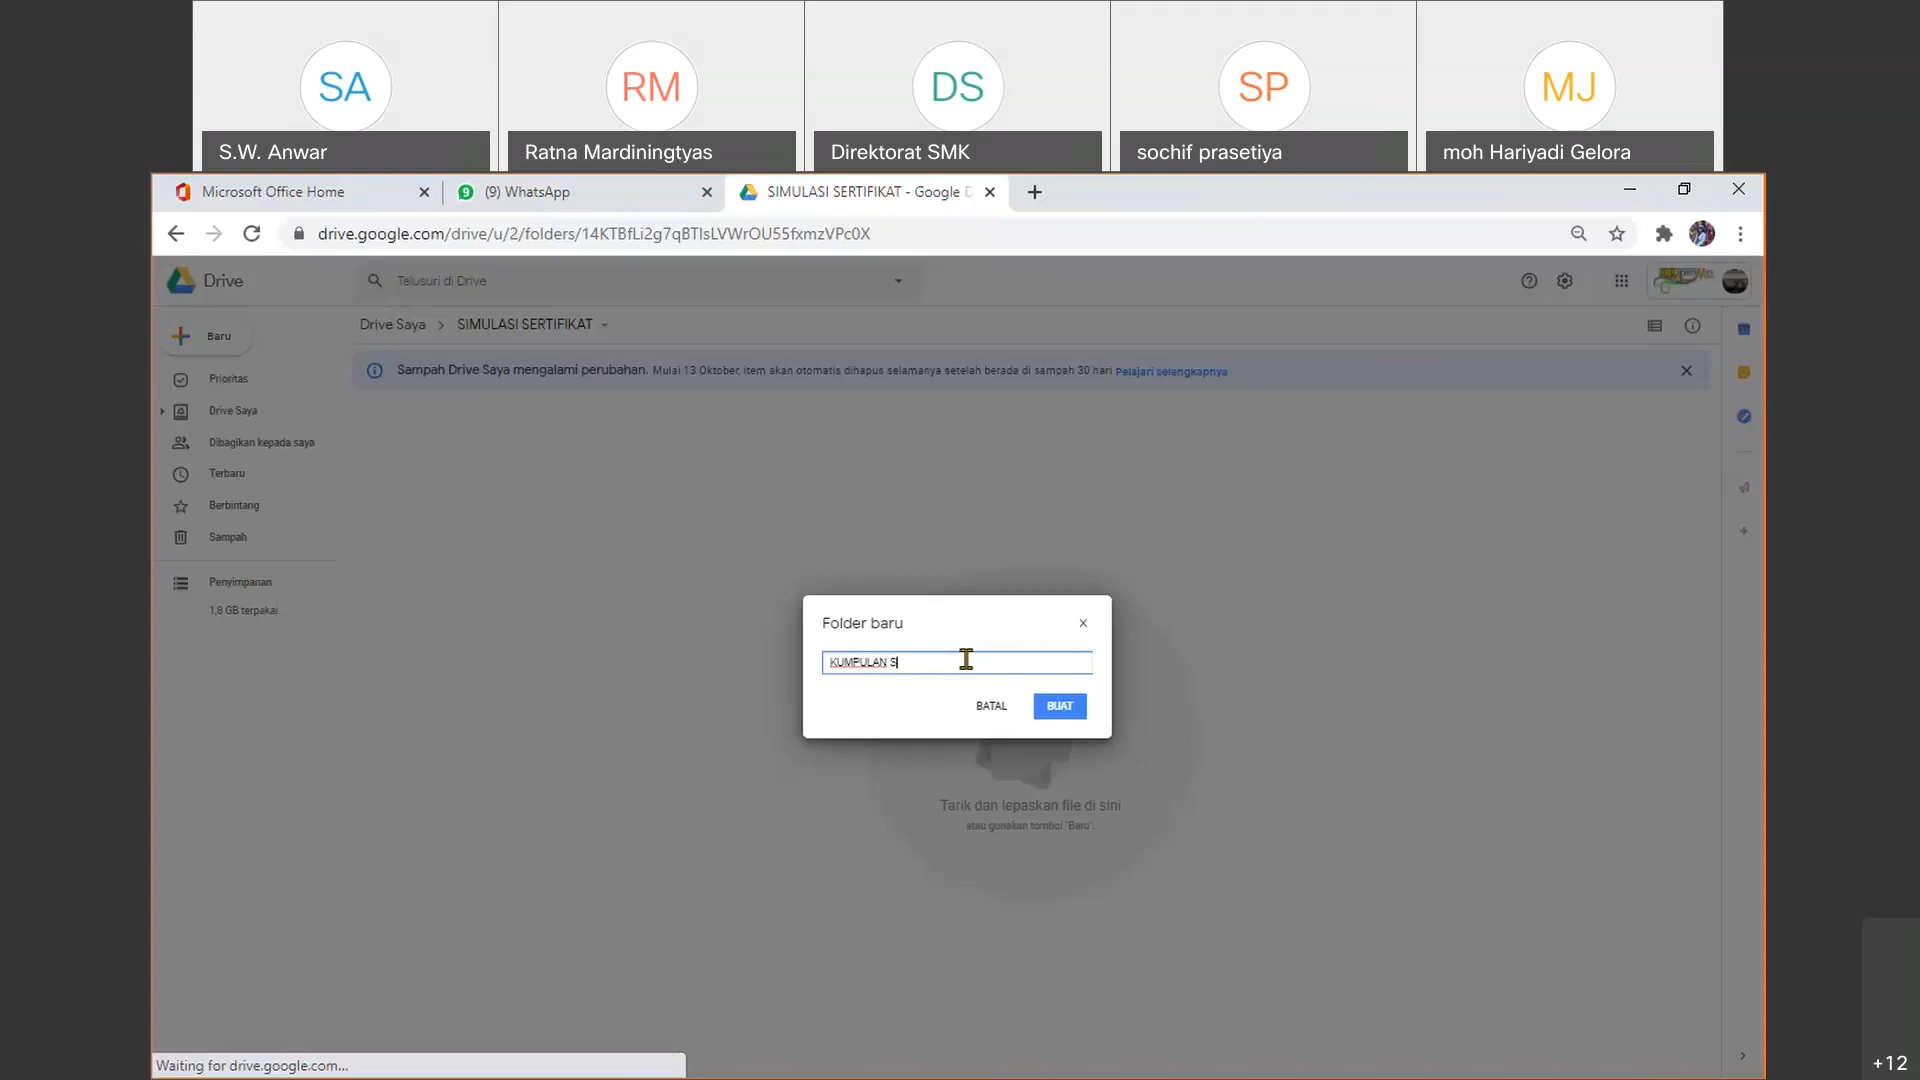 SA
RM
DS
SP
MJ
S.W. Anwar
Ratna Mardiningtyas
Direktorat SMK
sochif prasetiya
moh Hariyadi Gelora
Microsoft Office Home
9 (9) WhatsApp
SIMULASI SERTIFIKAT - Google D
drive.google.com/drive/u/2/folders/14KTBfLi2g7qBTIsLVWrOU55fxmzVPc0X
Drive
Telusuri di Drive
Baru
Drive Saya
SIMULASI SERTIFIKAT
Sampah Drive Saya mengalami perubahan. Mulai 13 Oktober, item akan otomatis dihapus selamanya setelah berada di sampah 30 hari Pelajari selengkapnya
Prioritas
Drive Saya
Dibagikan kepada saya
Terbaru
Berbintang
Sampah
Penyimpanan
1,8 GB terpakai
Folder baru
KUMPULAN S
BATAL
BUAT
Tarik dan lepaskan file di sini
atau gunakan tombol 'Baru'.
Waiting for drive.google.com...
+12